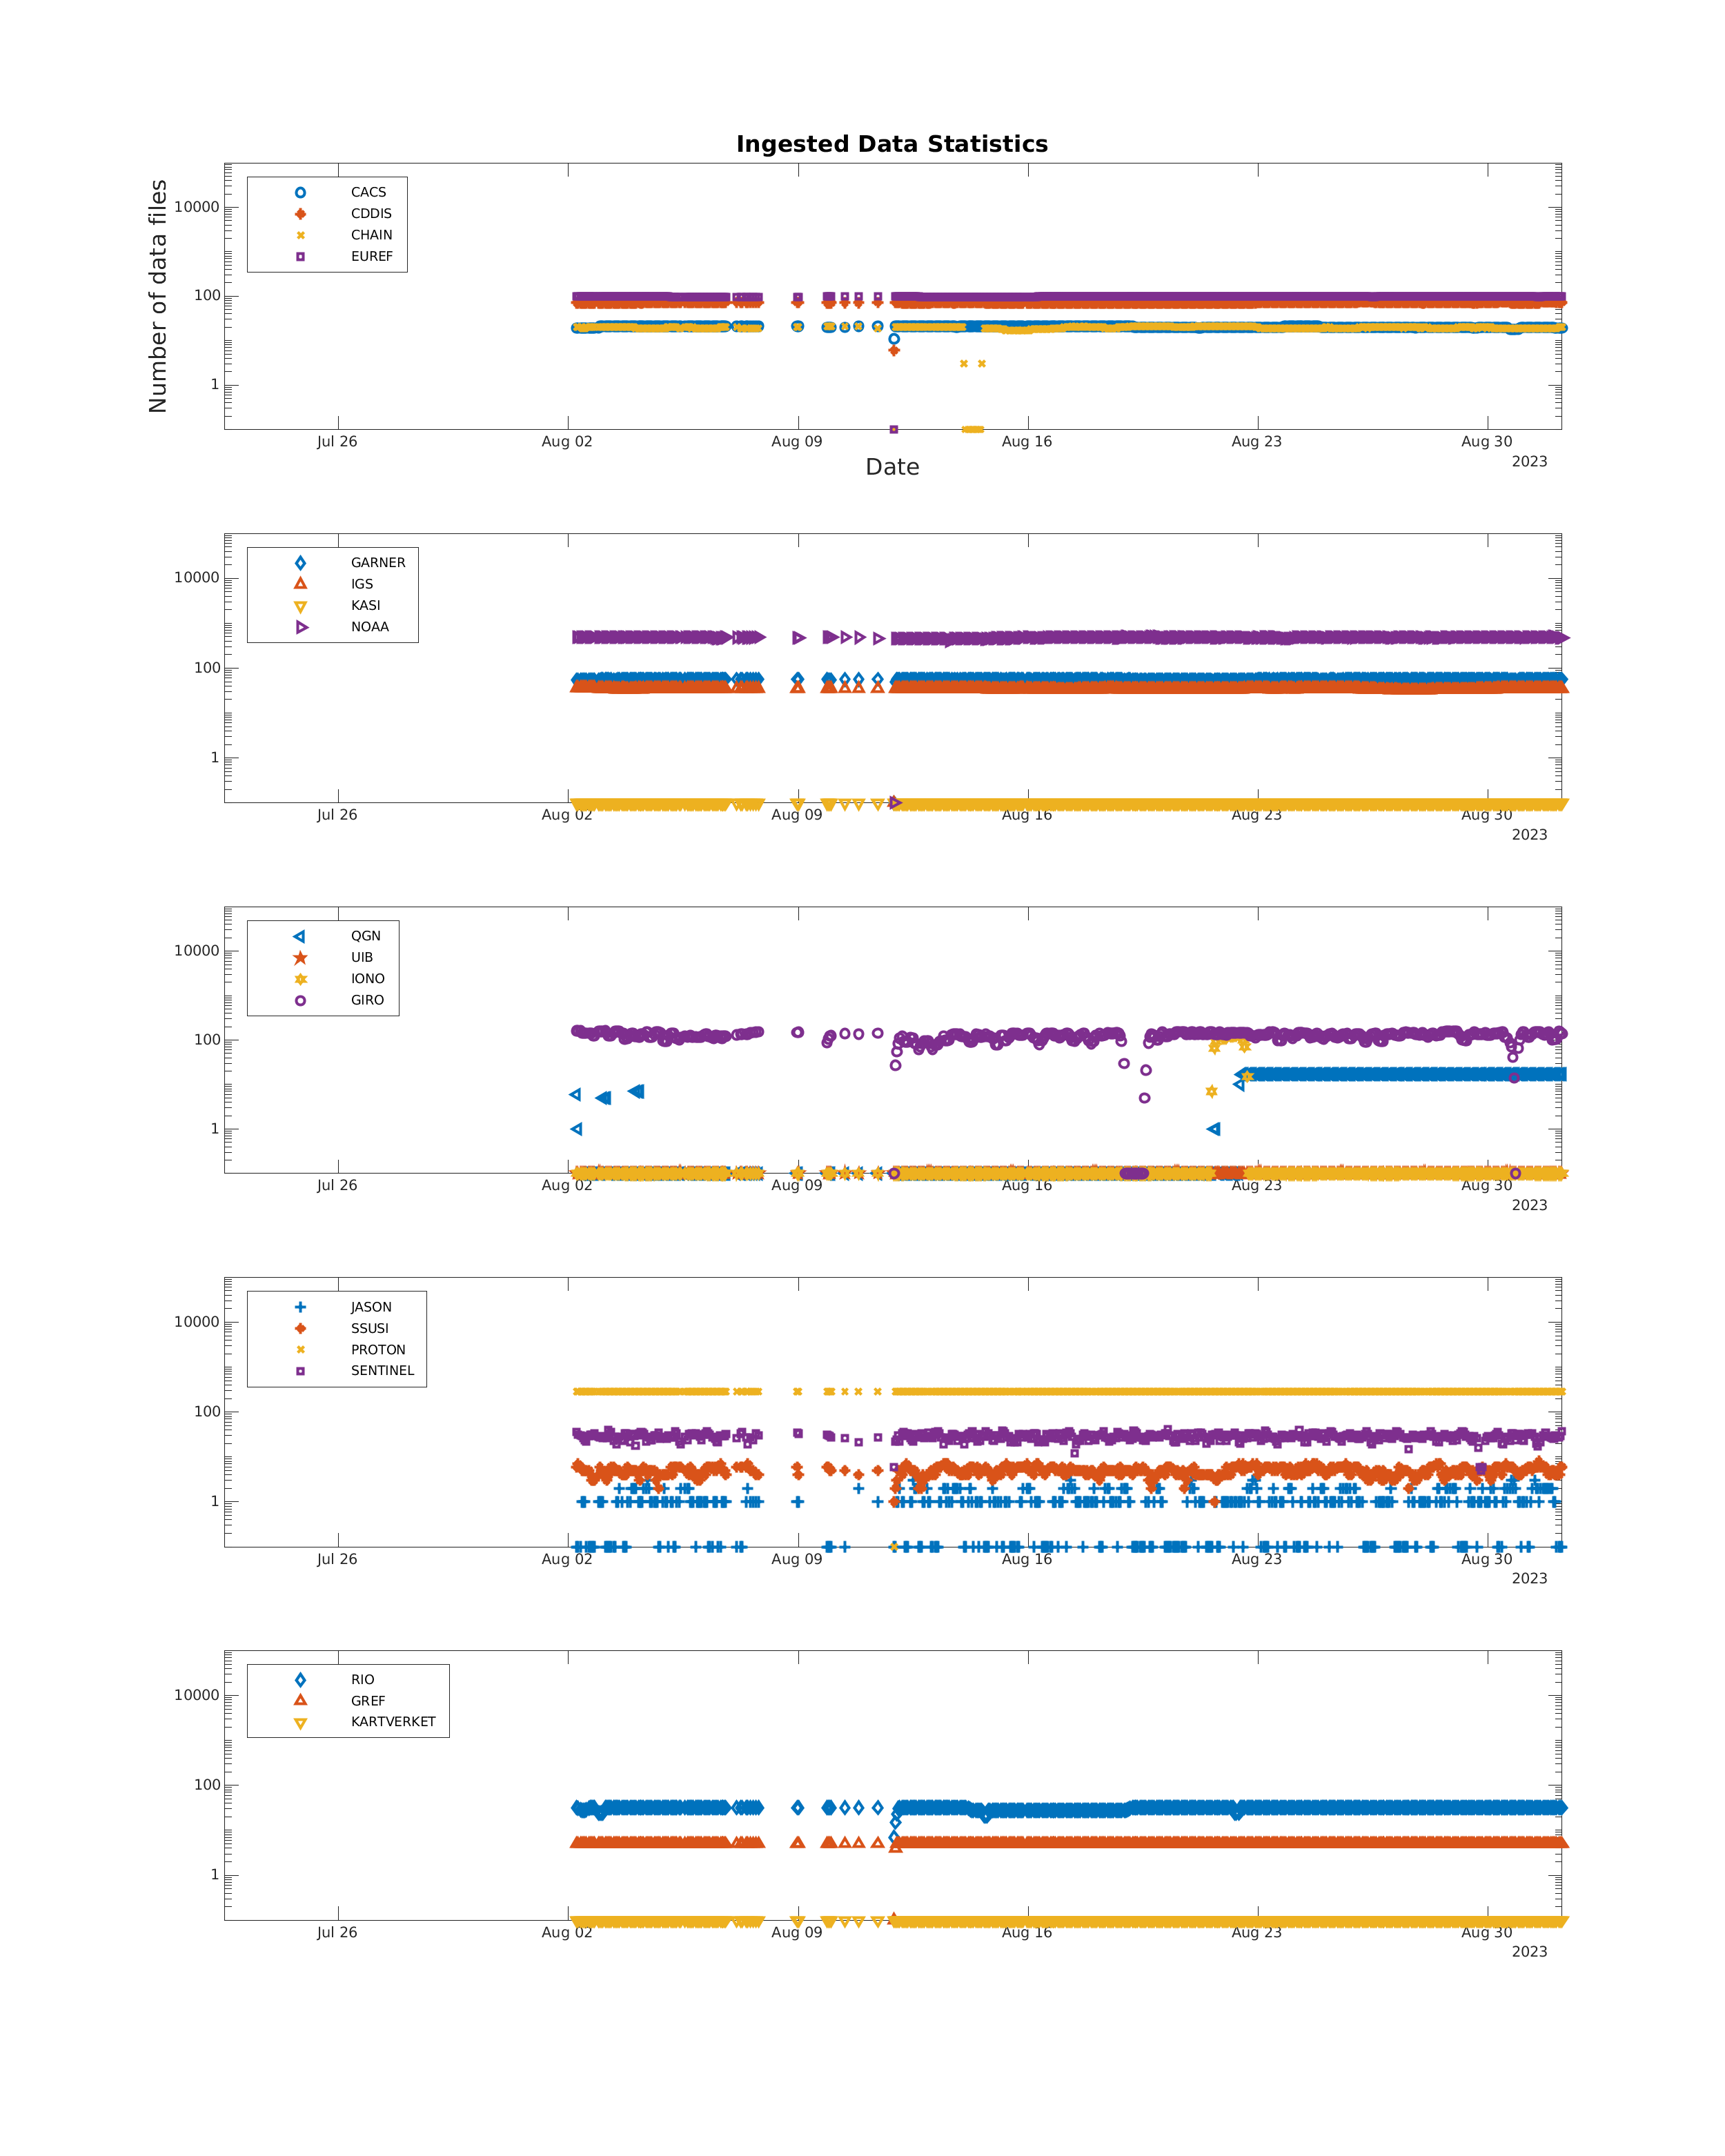 Ingested Data Statistics
Number of data files
CACS
CDDIS
CHAIN
EUREF
10000
100
1
Jul 26 Aug 02 Aug 09 Aug 16 Aug 23 Aug 30
2023
Date
GARNER
IGS
KASI
NOAA
10000
100
1
Jul 26 Aug 02 Aug 09 Aug 16 Aug 23 Aug 30
2023
QGN
UIB
IONO
GIRO
10000
100
1
Jul 26 Aug 02 Aug 09 Aug 16 Aug 23 Aug 30
2023
JASON
SSUSI
PROTON
SENTINEL
10000
100
1
Jul 26 Aug 02 Aug 09 Aug 16 Aug 23 Aug 30
2023
RIO
GREF
KARTVERKET
10000
100
1
Jul 26 Aug 02 Aug 09 Aug 16 Aug 23 Aug 30
2023